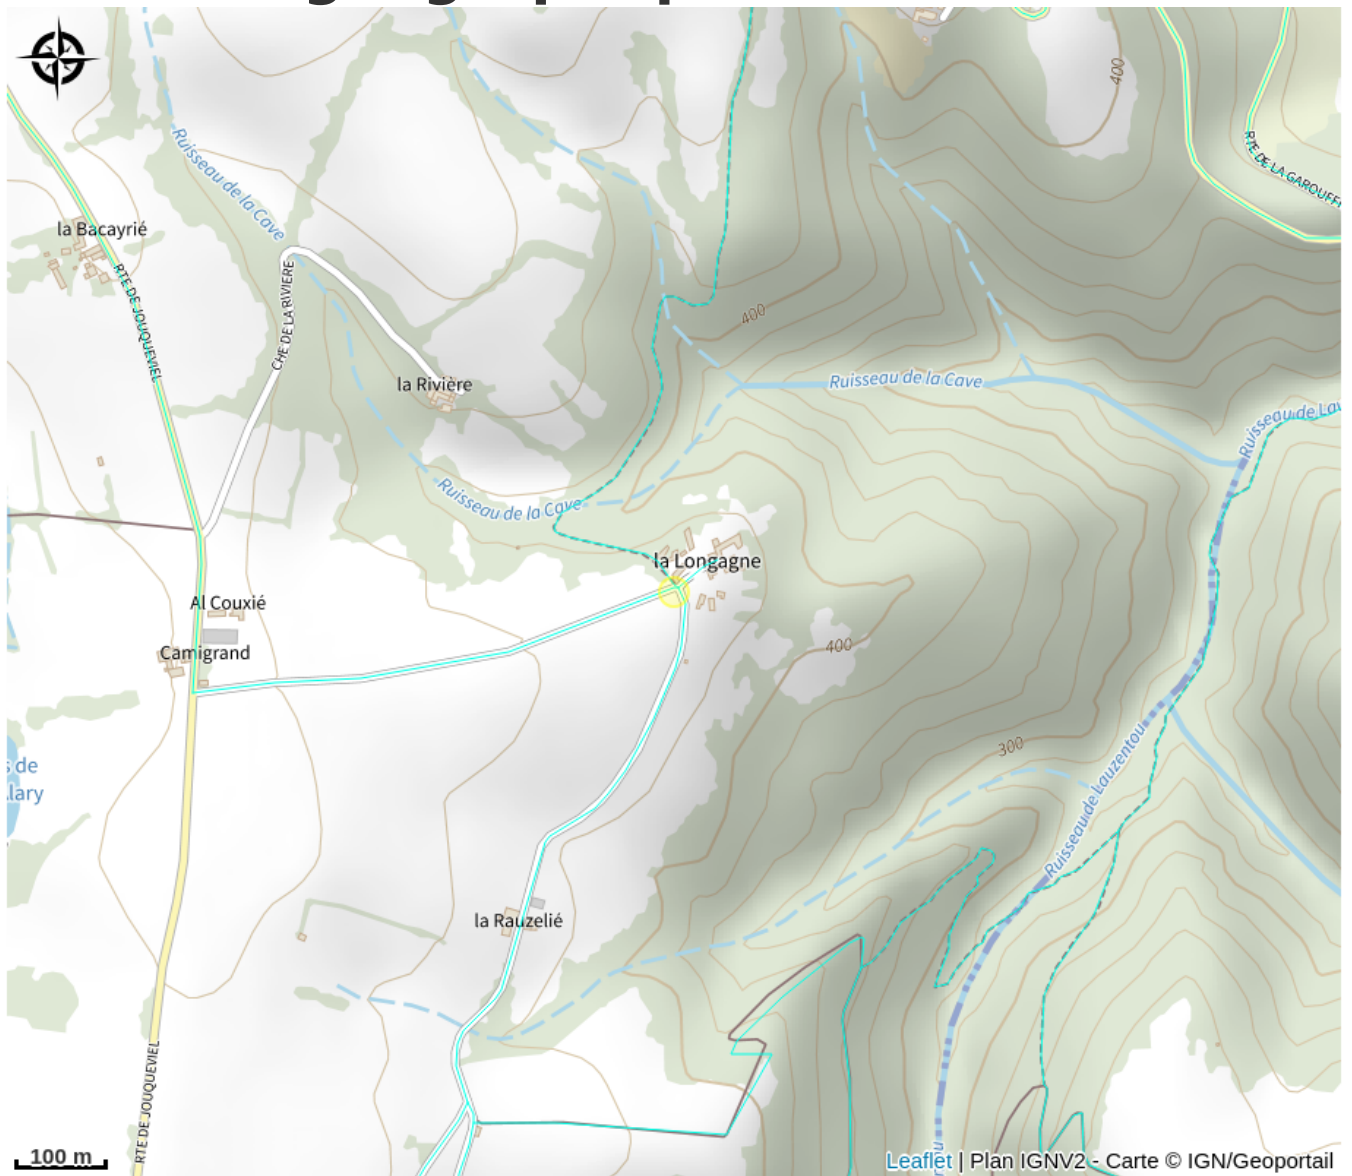 400
Ruisseau de la Cave
RTE DE LA GAROUFF
la Bacayrié
RTE DE JOUQUEVIEL
CHE DE LA RIVIERE
400
la Rivière
Ruisseau de la Cave
Ruisseau de Lav
Ruisseau de la Cave
la Longagne
Al Couxié
Camigrand
400
300
s de
lary
Ruisseau de Lauzentou
la Rauzelié
RTE DE JOUQUEVIEL
100 m
Leaflet | Plan IGNV2 - Carte © IGN/Geoportail